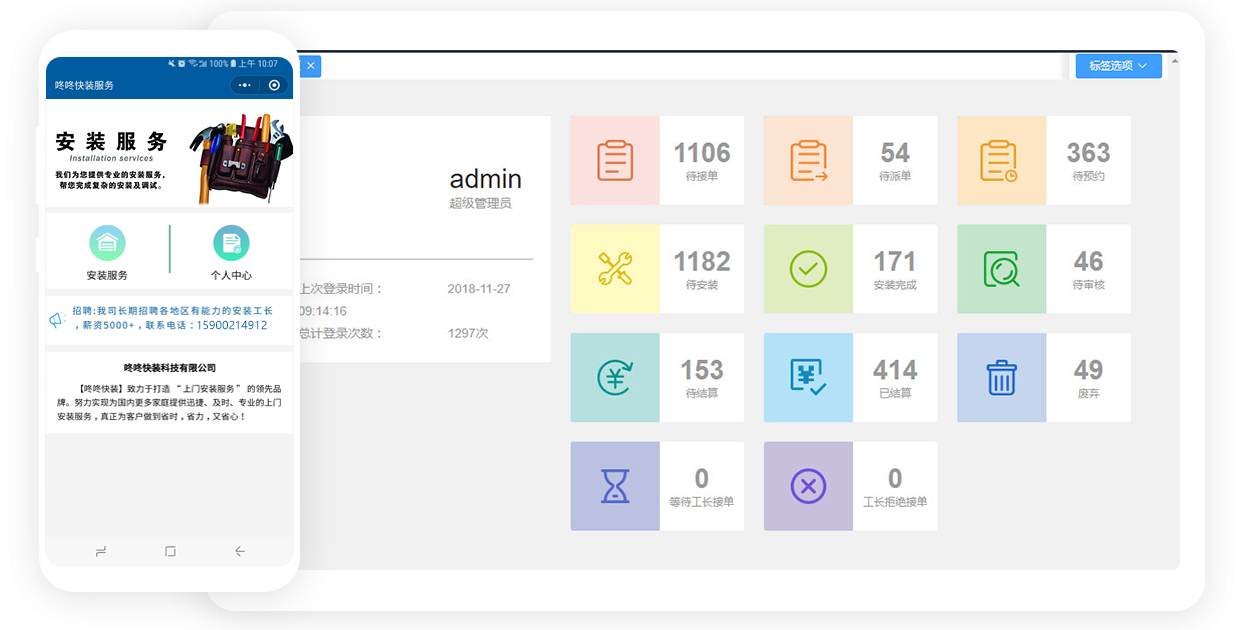 100% 上午 10:07
咚咚快装服务
安装服务
Installation services
我们为您提供专业的安装服务，
帮您完成复杂的安装及调试。
安装服务
个人中心
招聘:我司长期招聘各地区有能力的安装工长
，薪资5000+，联系电话：15900214912
咚咚快装科技有限公司
【咚咚快装】致力于打造 “上门安装服务” 的领先品
牌。努力实现为国内更多家庭提供迅捷、及时、专业的上门
安装服务，真正为客户做到省时，省力，又省心！
标签选项
admin
超级管理员
上次登录时间：
2018-11-27
09:14:16
总计登录次数：
1297次
1106
待接单
54
待派单
363
待预约
1182
待安装
171
安装完成
46
待审核
153
待结算
414
已结算
49
废弃
0
等待工长接单
0
工长拒绝接单